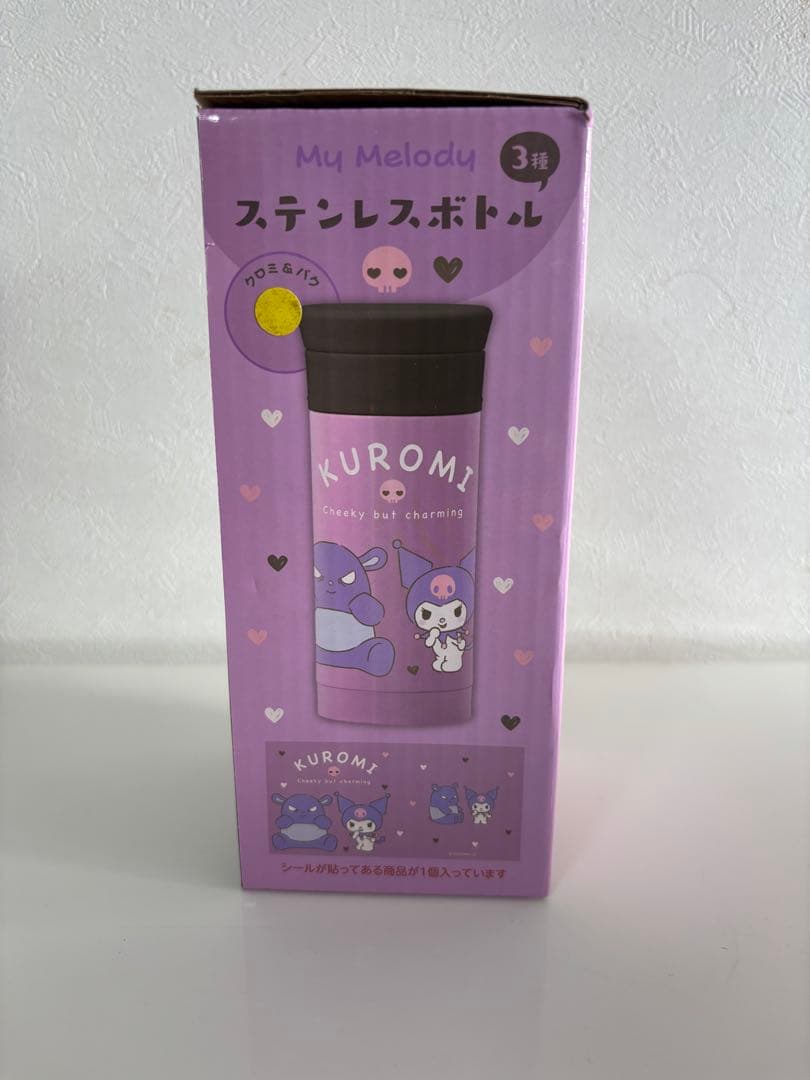 My Melody
3種
ステンレスボトル
クロミ&バク
KUROMI
Cheeky but charming
KUROMI
Cheeky but charming
シールが貼ってある商品が1個入っています